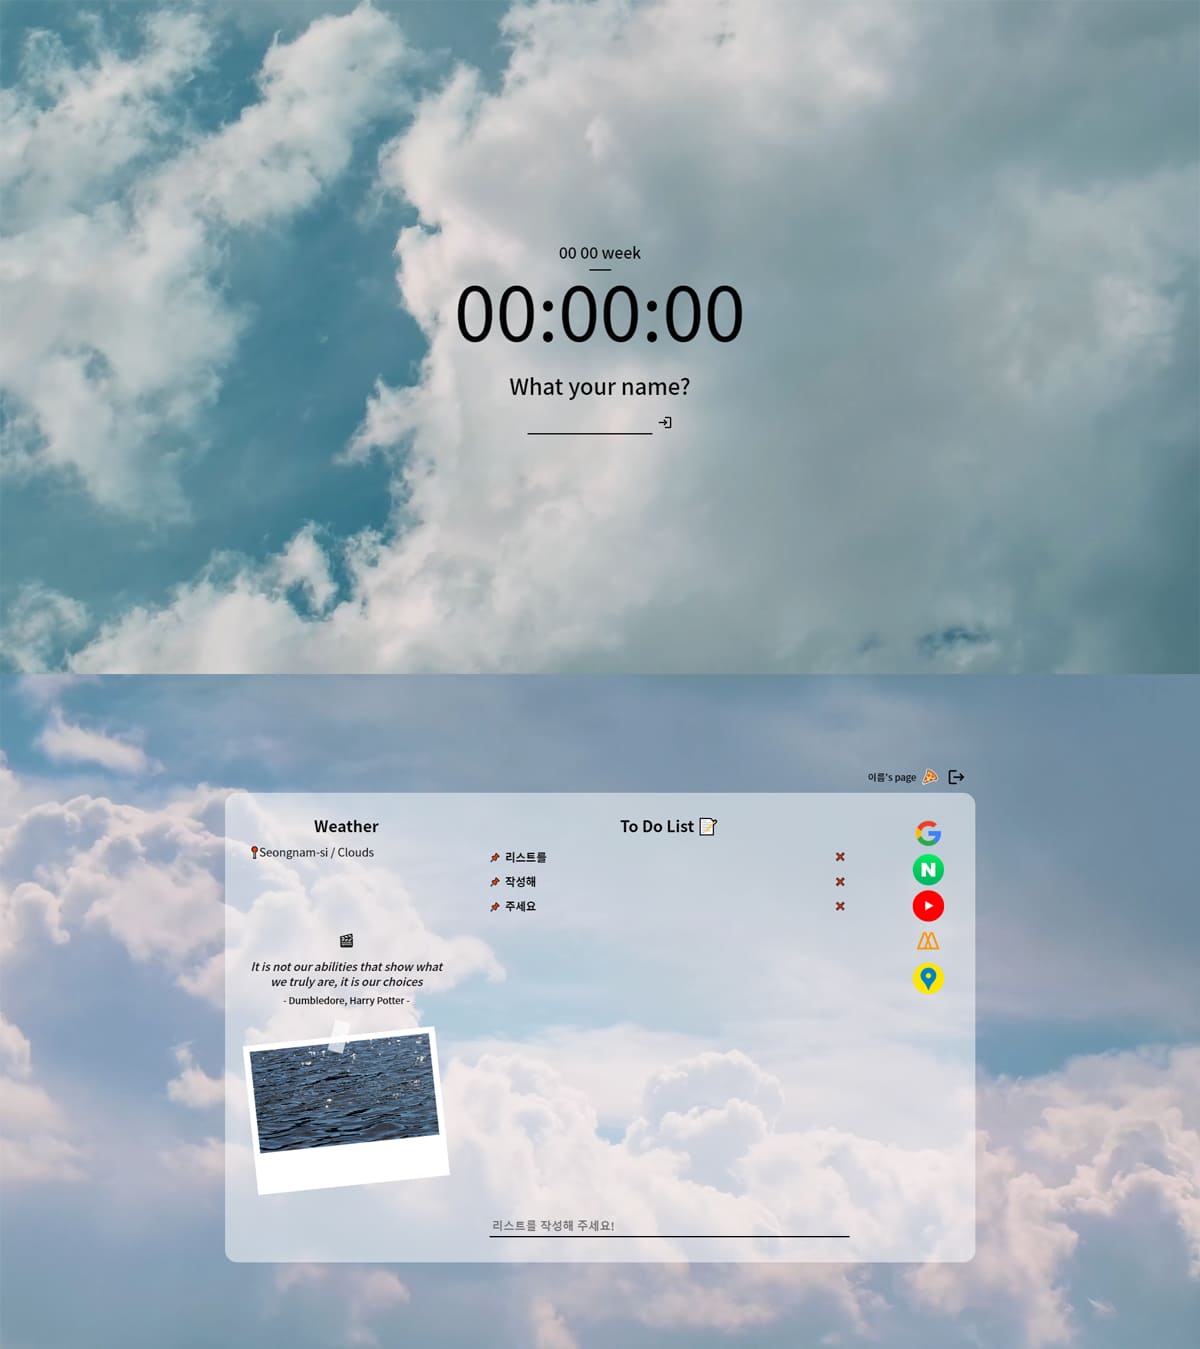 00 00 week
00:00:00
What your name?
이름's page
Weather
Seongnam-si / Clouds
It is not our abilities that show what
we truly are, it is our choices
- Dumbledore, Harry Potter -
To Do List
리스트를
작성해
주세요
리스트를 작성해 주세요!
G
N